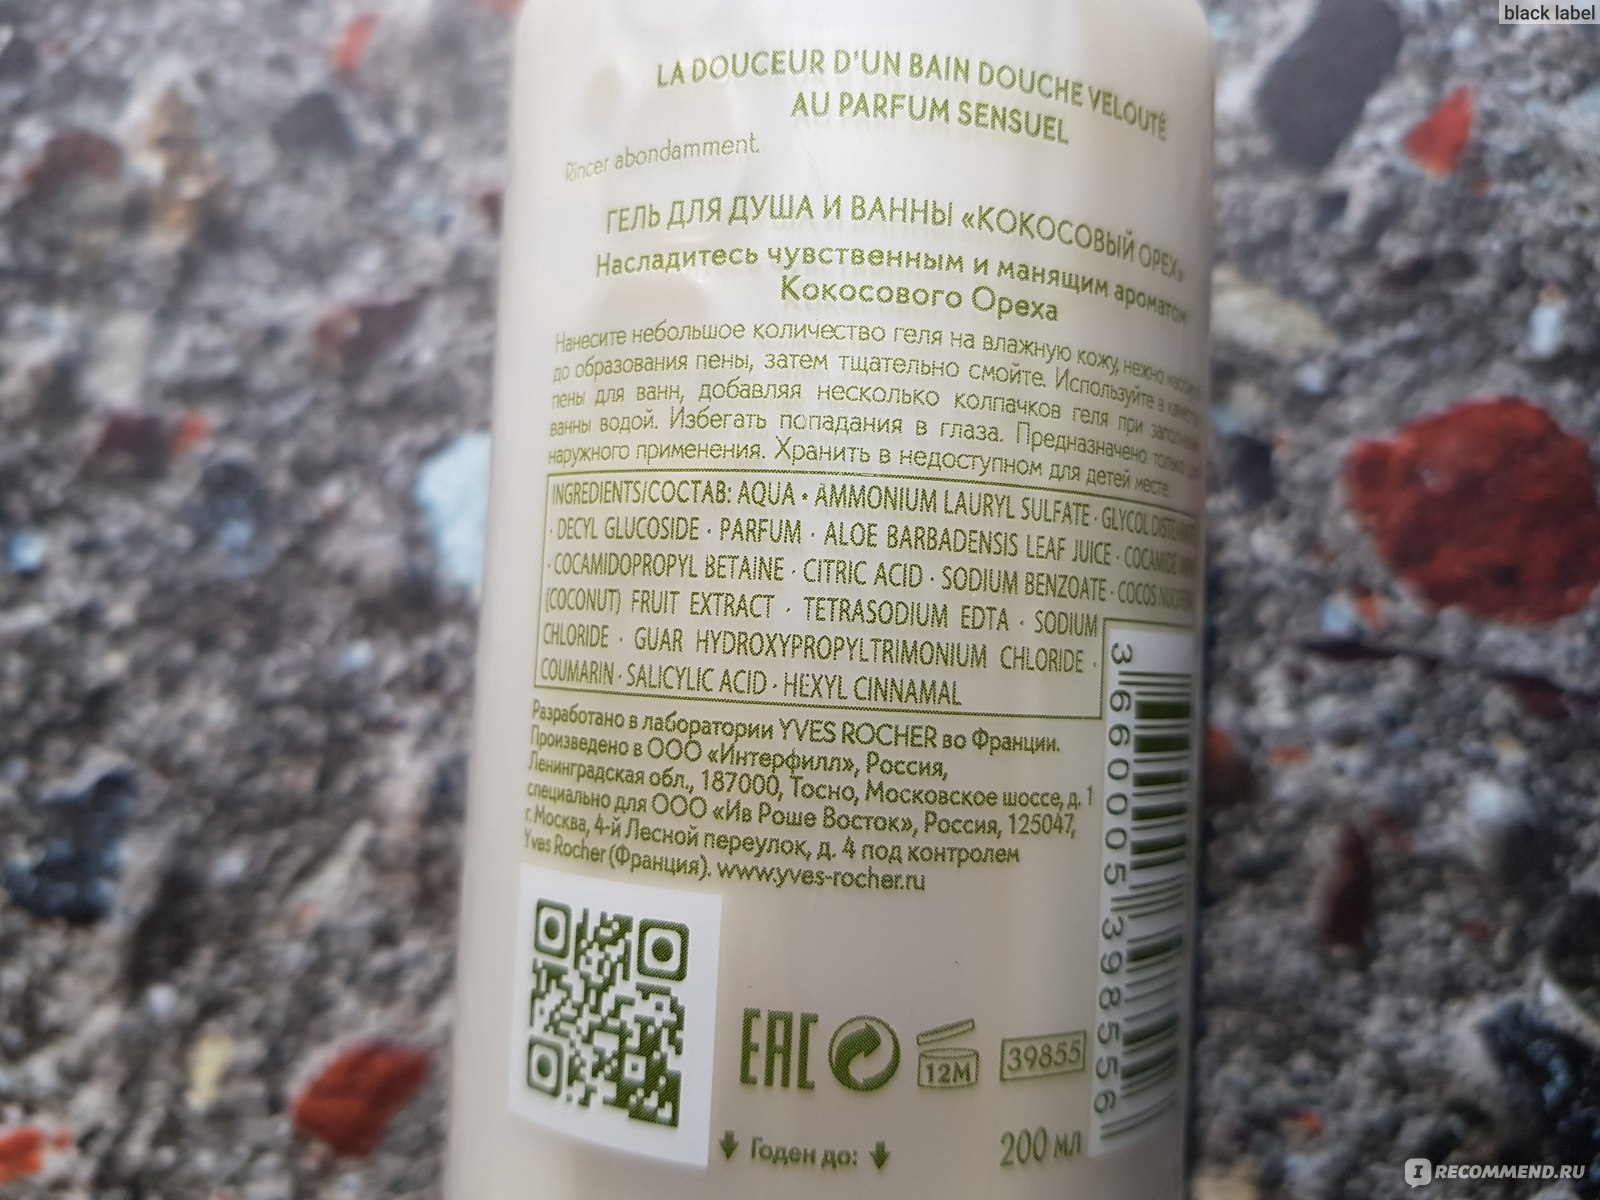 black label
LA DOUCEUR D'UN BAIN DOUCHE VELOUTÉ
AU PARFUM SENSUEL
Rincer abondamment.
ГЕЛЬ ДЛЯ ДУША И ВАННЫ «КОКОСОВЫЙ ОРЕХ»
Насладитесь чувственным и манящим ароматом
Кокосового Ореха
Нанесите небольшое количество геля на влажную кожу, нежно
до образования пены, затем тщательно смойте. Используйте в
пены для ванн, добавляя несколько колпачков геля при
ванны водой. Избегать попадания в глаза. Предназначено только
наружного применения. Хранить в недоступном для детей месте.
INGREDIENTS/СОСТАВ: AQUA • AMMONIUM LAURYL SULFATE · GLYCOL
· DECYL GLUCOSIDE · PARFUM · ALOE BARBADENSIS LEAF JUICE · COCAMIDE
· COCAMIDOPROPYL BETAINE · CITRIC ACID · SODIUM BENZOATE · COCOS
(COCONUT) FRUIT EXTRACT · TETRASODIUM EDTA · SODIUM
CHLORIDE · GUAR HYDROXYPROPYLTRIMONIUM CHLORIDE ·
COUMARIN · SALICYLIC ACID · HEXYL CINNAMAL
Разработано в лаборатории YVES ROCHER во Франции.
Произведено в ООО «Интерфилл», Россия,
Ленинградская обл., 187000, Тосно, Московское шоссе, д. 1
специально для ООО «Ив Роше Восток», Россия, 125047,
г. Москва, 4-й Лесной переулок, д. 4 под контролем
Yves Rocher (Франция). www.yves-rocher.ru
3 660005 398556
EAC
12M
39855
Годен до:
200 мл
IRECOMMEND.RU